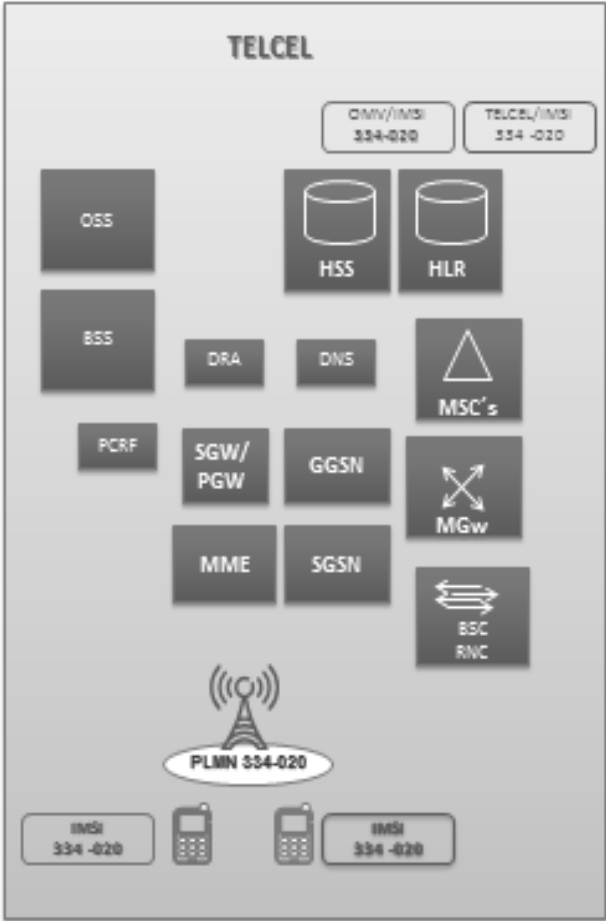 TELCEL
OMV/IMSI
334-020
TELCEL/IMSI
334 -020
OSS
HSS
HLR
BSS
DRA
DNS
MSC´s
PCRF
SGW/
PGW
GGSN
MGw
MME
SGSN
BSC
RNC
PLMN 334-020
IMSI
334 -020
IMSI
334 -020